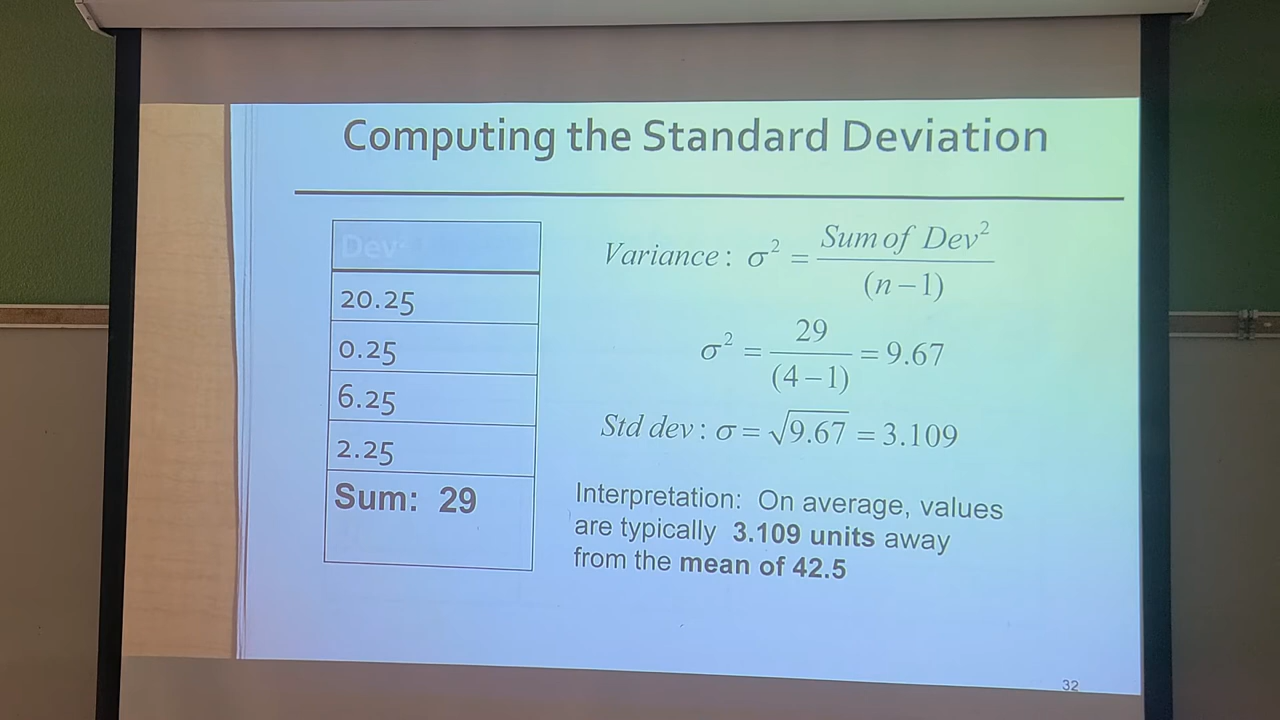 Computing the Standard Deviation
Dev²
20.25
0.25
6.25
2.25
Sum: 29
Variance : σ² = Sum of Dev² / (n – 1)
σ² = 29 / (4 – 1) = 9.67
Std dev : σ = √9.67 = 3.109
Interpretation: On average, values
are typically 3.109 units away
from the mean of 42.5
32